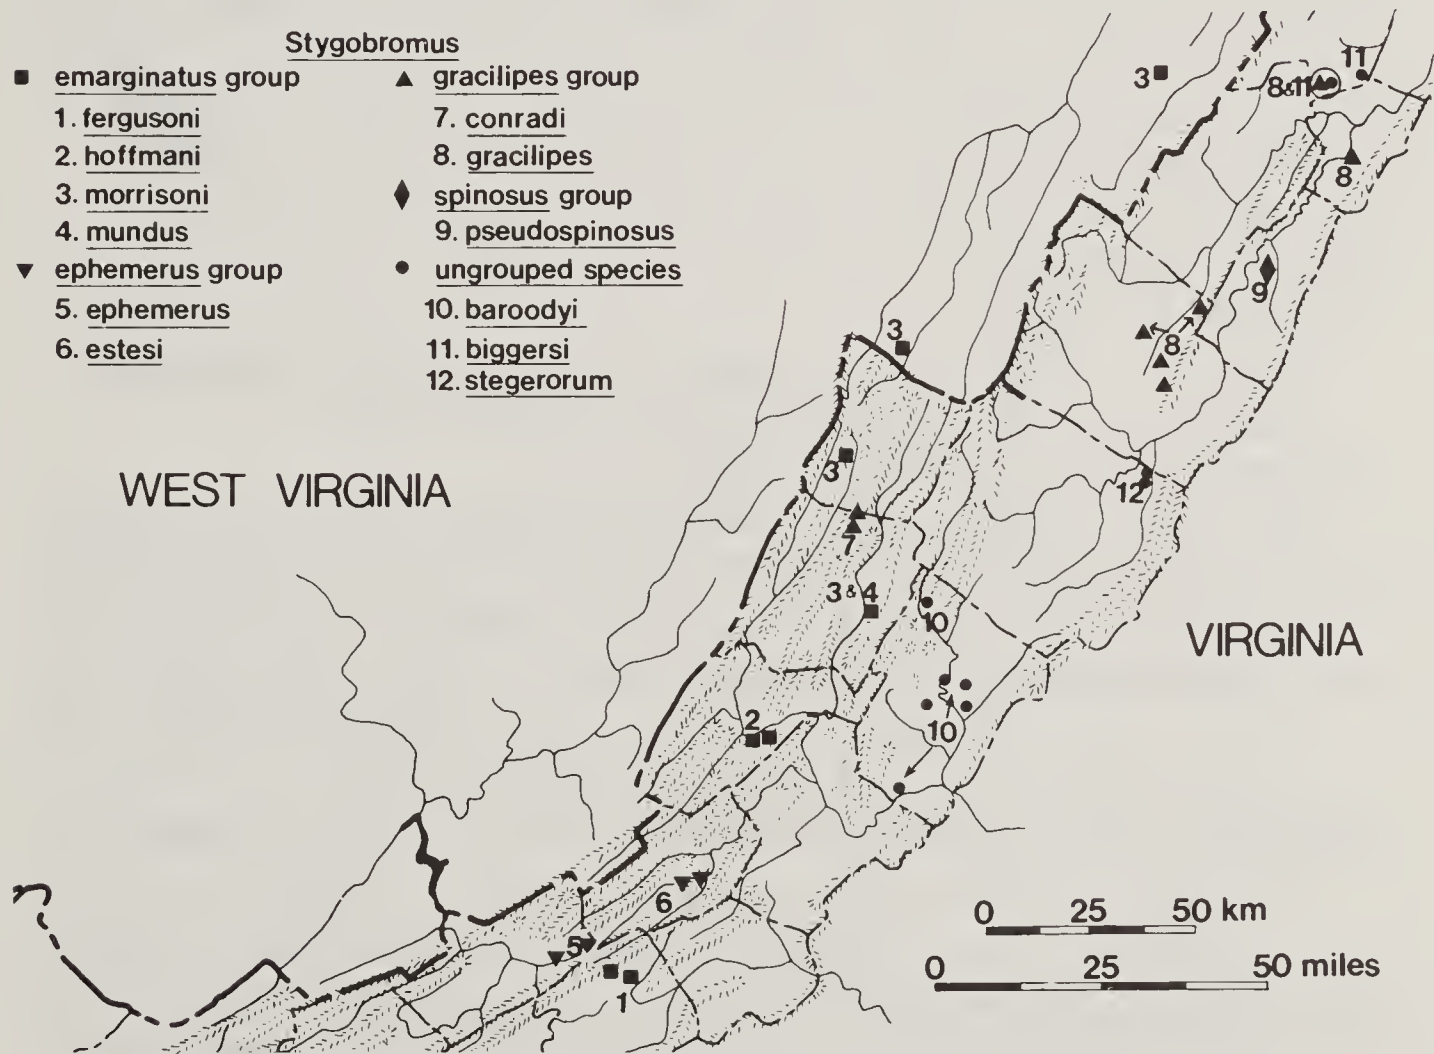 Stygobromus
■ emarginatus group
1. fergusoni
2. hoffmani
3. morrisoni
4. mundus
▼ ephemerus group
5. ephemerus
6. estesi
▲ gracilipes group
7. conradi
8. gracilipes
♦ spinosus group
9. pseudospinosus
● ungrouped species
10. baroodyi
11. biggersi
12. stegerorum
11
3
8&11
8
9
3
8
3
12
7
3 & 4
10
10
2
6
5
1
WEST VIRGINIA
VIRGINIA
0 25 50 km
0 25 50 miles